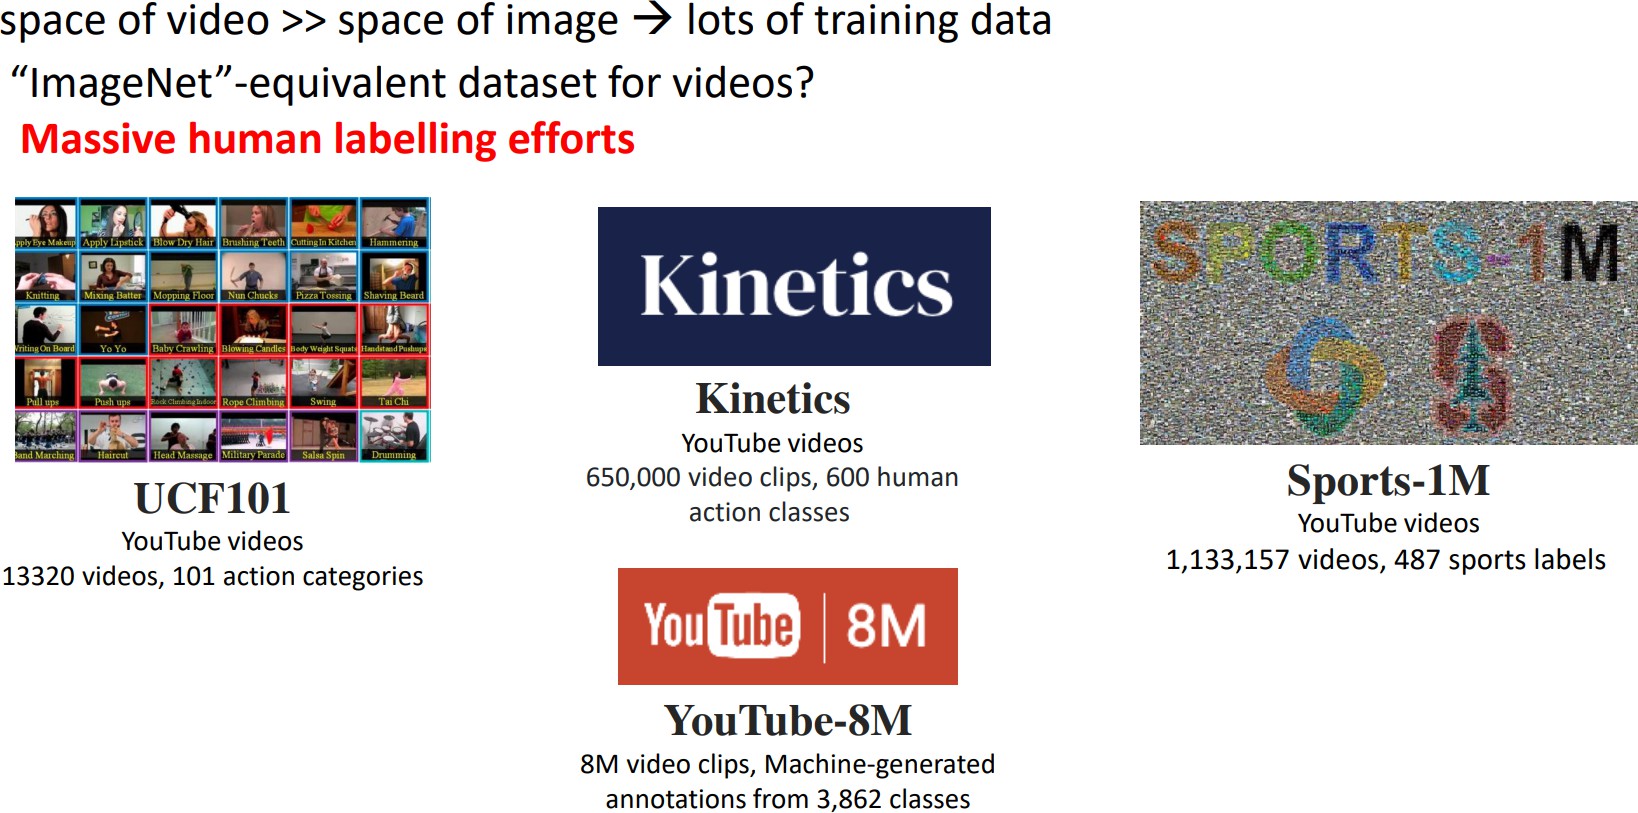 space of video >> space of image → lots of training data
“ImageNet”-equivalent dataset for videos?
Massive human labelling efforts
pply Eye Makeup Apply Lipstick Blow Dry Hair Brushing Teeth Cutting In Kitchen Hammering
Knitting Mixing Batter Mopping Floor Nun Chucks Pizza Tossing Shaving Beard
Writing On Board Yo Yo Baby Crawling Blowing Candles Body Weight Squats Handstand Pushups
Pull ups Push ups Rock Climbing Indoor Rope Climbing Swing Tai Chi
Band Marching Haircut Head Massage Military Parade Salsa Spin Drumming
UCF101
YouTube videos
13320 videos, 101 action categories
Kinetics
Kinetics
YouTube videos
650,000 video clips, 600 human
action classes
YouTube | 8M
YouTube-8M
8M video clips, Machine-generated
annotations from 3,862 classes
SPORTS-1M
Sports-1M
YouTube videos
1,133,157 videos, 487 sports labels